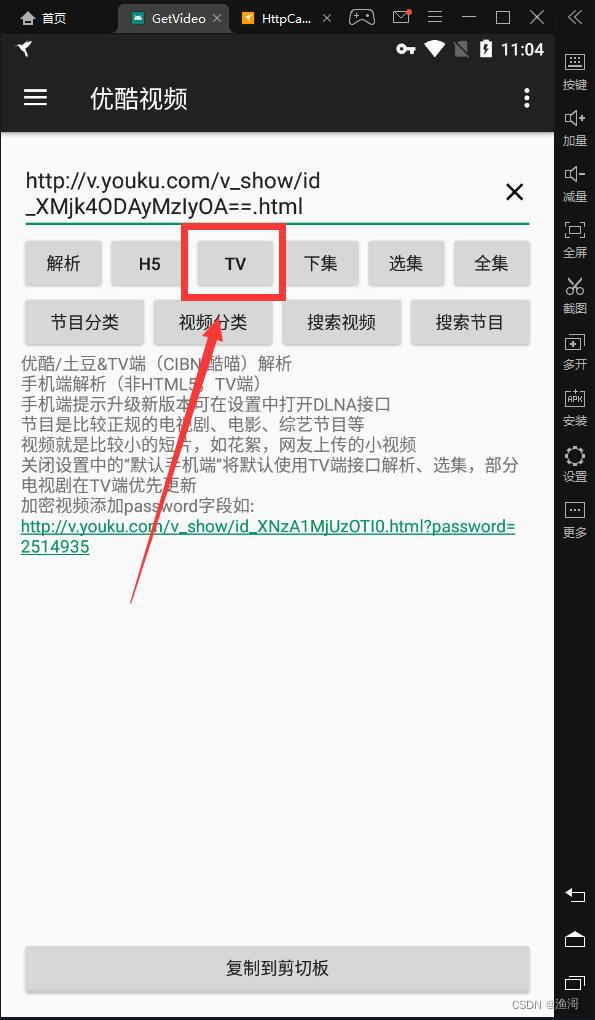 首页
GetVideo
HttpCa...
11:04
优酷视频
http://v.youku.com/v_show/id
_XMjk4ODAyMzIyOA==.html
解析
H5
TV
下集
选集
全集
节目分类
视频分类
搜索视频
搜索节目
优酷/土豆&TV端（CIBN 酷喵）解析
手机端解析（非HTML5，TV端）
手机端提示升级新版本可在设置中打开DLNA接口
节目是比较正规的电视剧、电影、综艺节目等
视频就是比较小的短片，如花絮，网友上传的小视频
关闭设置中的“默认手机端”将默认使用TV端接口解析、选集，部分
电视剧在TV端优先更新
加密视频添加password字段如:
http://v.youku.com/v_show/id_XNzA1MjUzOTI0.html?password=
2514935
复制到剪切板
按键
加量
减量
全屏
截图
多开
APK
安装
设置
更多
CSDN @渔滒